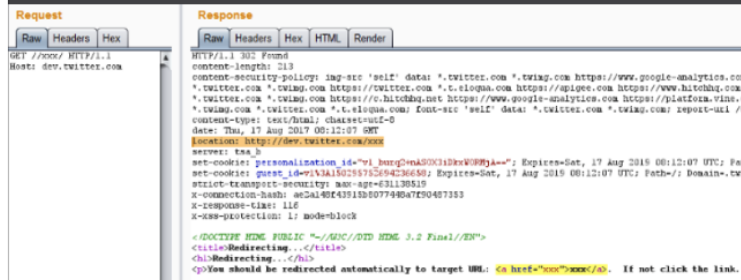 Request
Raw Headers Hex
GET //xxx/ HTTP/1.1
Host: dev.twitter.com
Response
Raw Headers Hex HTML Render
HTTP/1.1 302 Found
content-length: 213
content-security-policy: img-src 'self' data: *.twitter.com *.twimg.com https://www.google-analytics.co
*.twitter.com *.twimg.com https://twitter.com *.t.eloqua.com https://apigee.com https://www.hitchhq.com
*.twitter.com *.twimg.com https://c.hitchhq.net https://www.google-analytics.com https://platform.vine.
*.twimg.com *.twitter.com *.t.eloqua.com; font-src 'self' data: *.twitter.com *.twimg.com; report-uri /
content-type: text/html; charset=utf-8
date: Thu, 17 Aug 2017 08:12:07 GMT
location: http://dev.twitter.com/xxx
server: tsa_b
set-cookie: Expires=Sat, 17 Aug 2019 08:12:07 UTC; Pa
set-cookie: Expires=Sat, 17 Aug 2019 08:12:07 UTC; Path=/; Domain=.tw
strict-transport-security: max-age=631138519
x-connection-hash:
x-response-time: 116
x-xss-protection: 1; mode=block
<!DOCTYPE HTML PUBLIC "-//W3C//DTD HTML 3.2 Final//EN">
<title>Redirecting...</title>
<h1>Redirecting...</h1>
<p>You should be redirected automatically to target URL: <a href="xxx">xxx</a>. If not click the link.